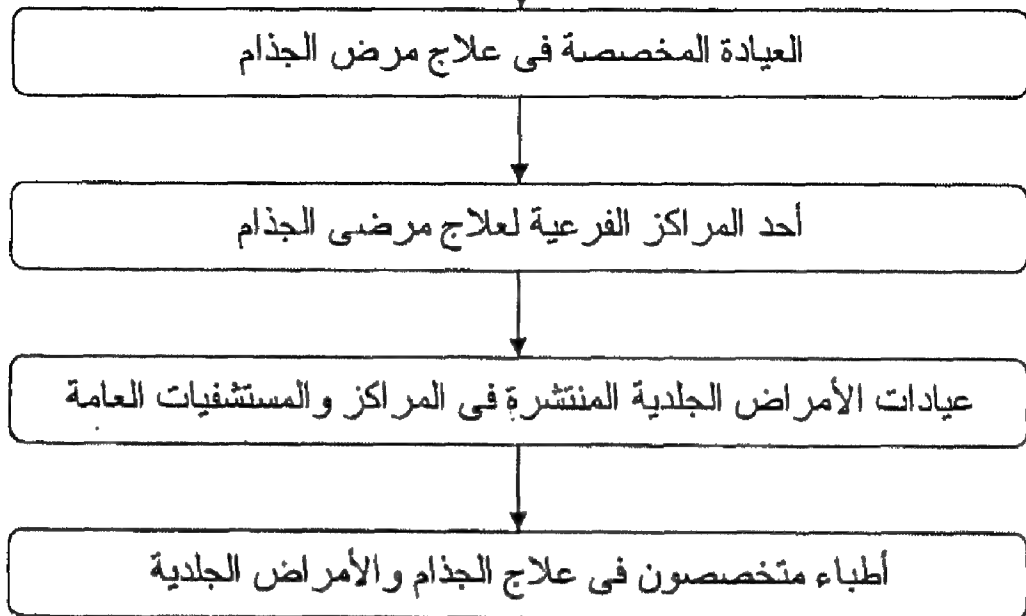 العيادة المخصصة فى علاج مرض الجذام
أحد المراكز الفرعية لعلاج مرضى الجذام
عيادات الأمراض الجلدية المنتشرة فى المراكز والمستشفيات العامة
أطباء متخصصون فى علاج الجذام والأمراض الجلدية